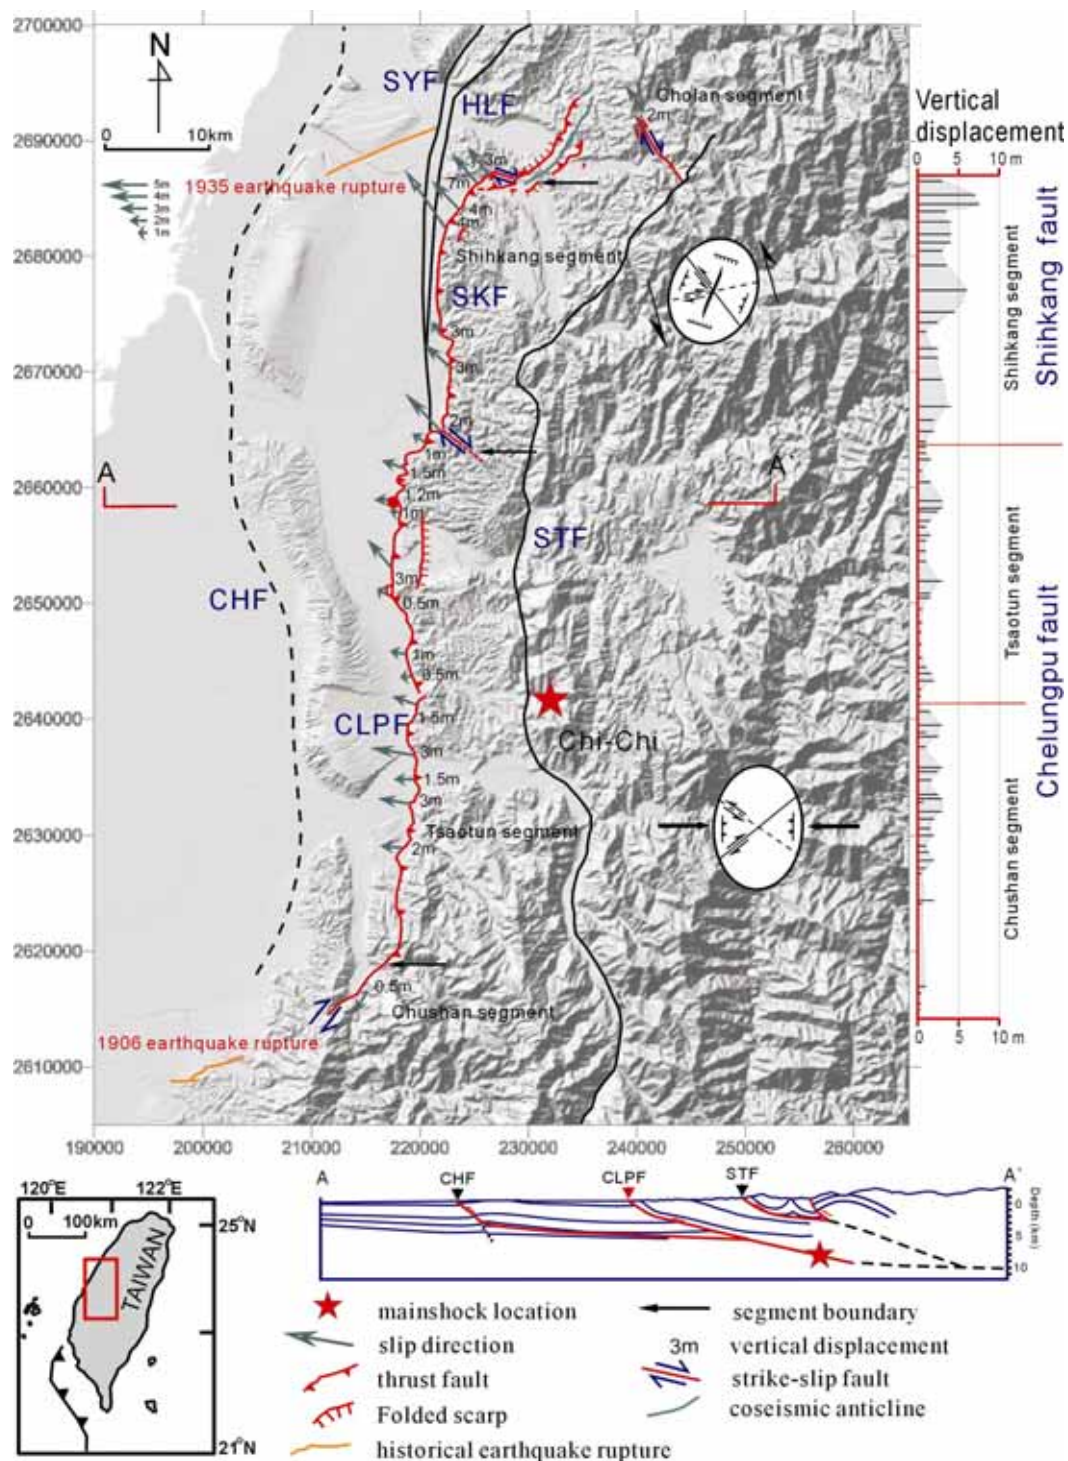 2700000
2690000
2680000
2670000
2660000
2650000
2640000
2630000
2620000
2610000
190000
200000
210000
220000
230000
240000
250000
260000
N
0 10km
5m
4m
3m
2m
1m
1935 earthquake rupture
SYF
HLF
Cholan segment
2m
3m
7m
4m
Shihkang segment
SKF
3m
3m
2m
1m
1.5m
1.2m
1m
A
A'
STF
CHF
3m
0.5m
1m
0.5m
CLPF
1.5m
Chi-Chi
3m
1.5m
3m
Tsaotun segment
2m
0.5m
Chushan segment
1906 earthquake rupture
Vertical
displacement
0 5 10 m
Shihkang segment
Shihkang fault
Tsaotun segment
Chelungpu fault
Chushan segment
0 5 10 m
120°E 122°E
0 100km
25°N
TAIWAN
21°N
A CHF CLPF STF A'
0
5
10
Depth (km)
mainshock location
segment boundary
slip direction
3m vertical displacement
thrust fault
strike-slip fault
Folded scarp
coseismic anticline
historical earthquake rupture